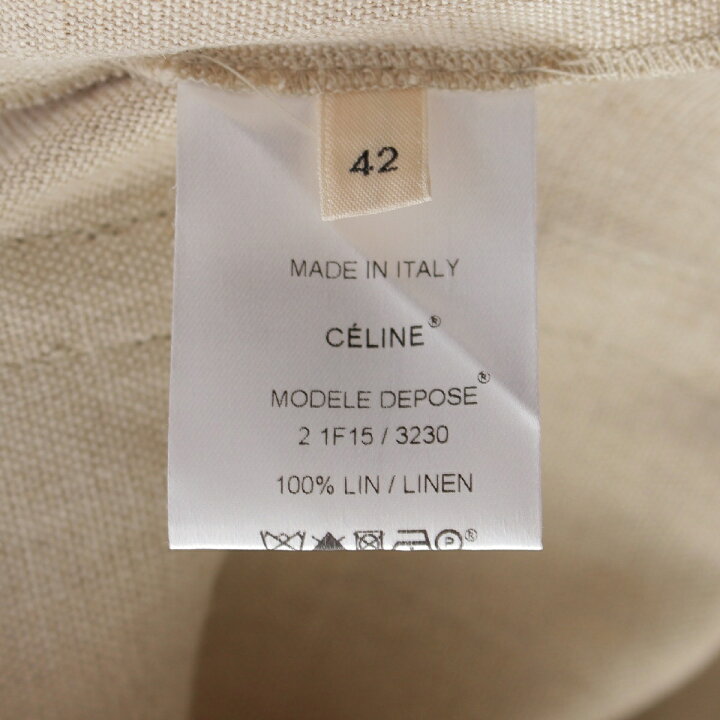 42
MADE IN ITALY
CÉLINE®
MODELE DEPOSE®
2 1F15 / 3230
100% LIN / LINEN
P ®